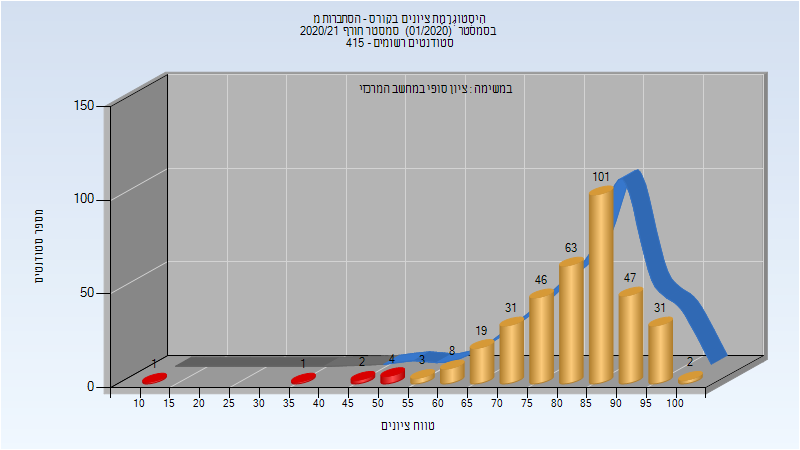 היסטוגרמת ציונים בקורס - הסתברות מ
בסמסטר (01/2020) סמסטר חורף 2020/21
סטודנטים רשומים - 415
במשימה : ציון סופי במחשב המרכזי
מספר סטודנטים
150
100
50
0
1
1
2
4
3
8
19
31
46
63
101
47
31
2
10 15 20 25 30 35 40 45 50 55 60 65 70 75 80 85 90 95 100
טווח ציונים